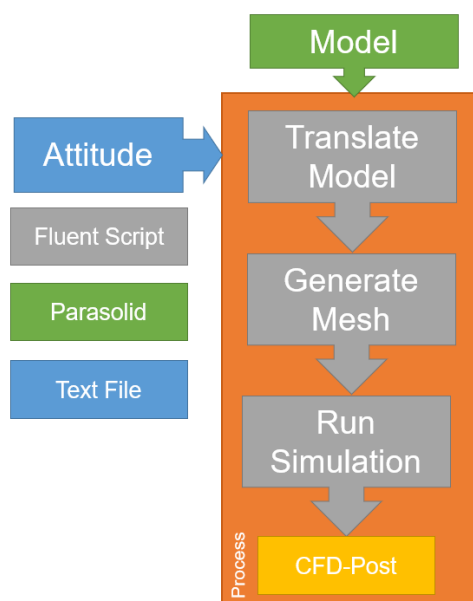 Model
Attitude
Translate
Model
Fluent Script
Generate
Mesh
Parasolid
Text File
Run
Simulation
Process
CFD-Post